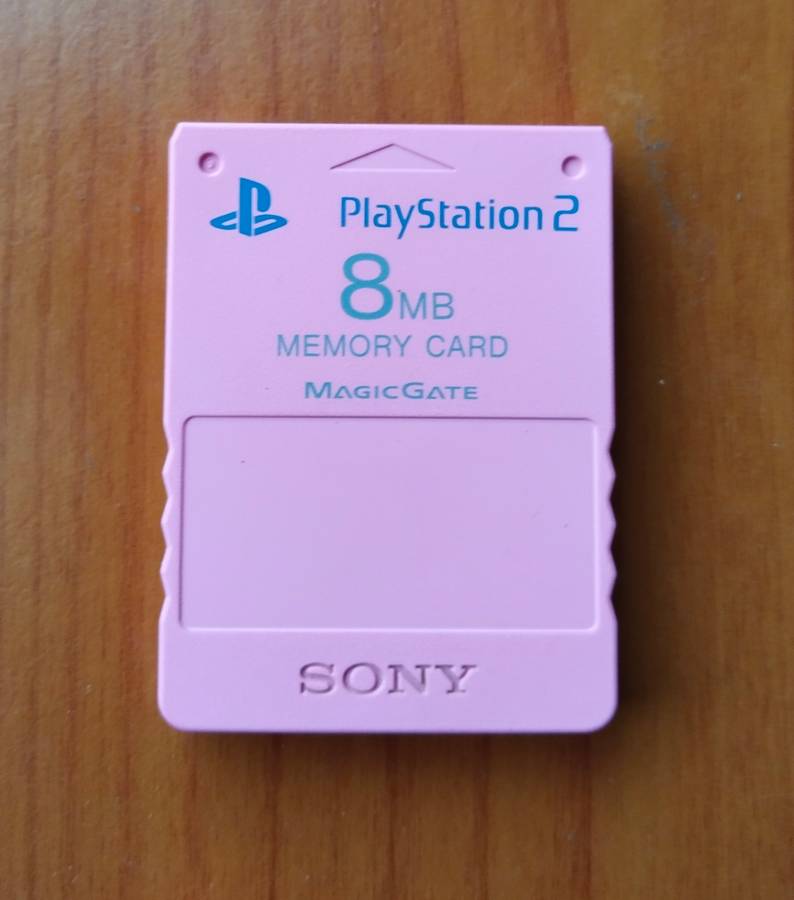 PlayStation 2
8MB
MEMORY CARD
MAGICGATE
SONY